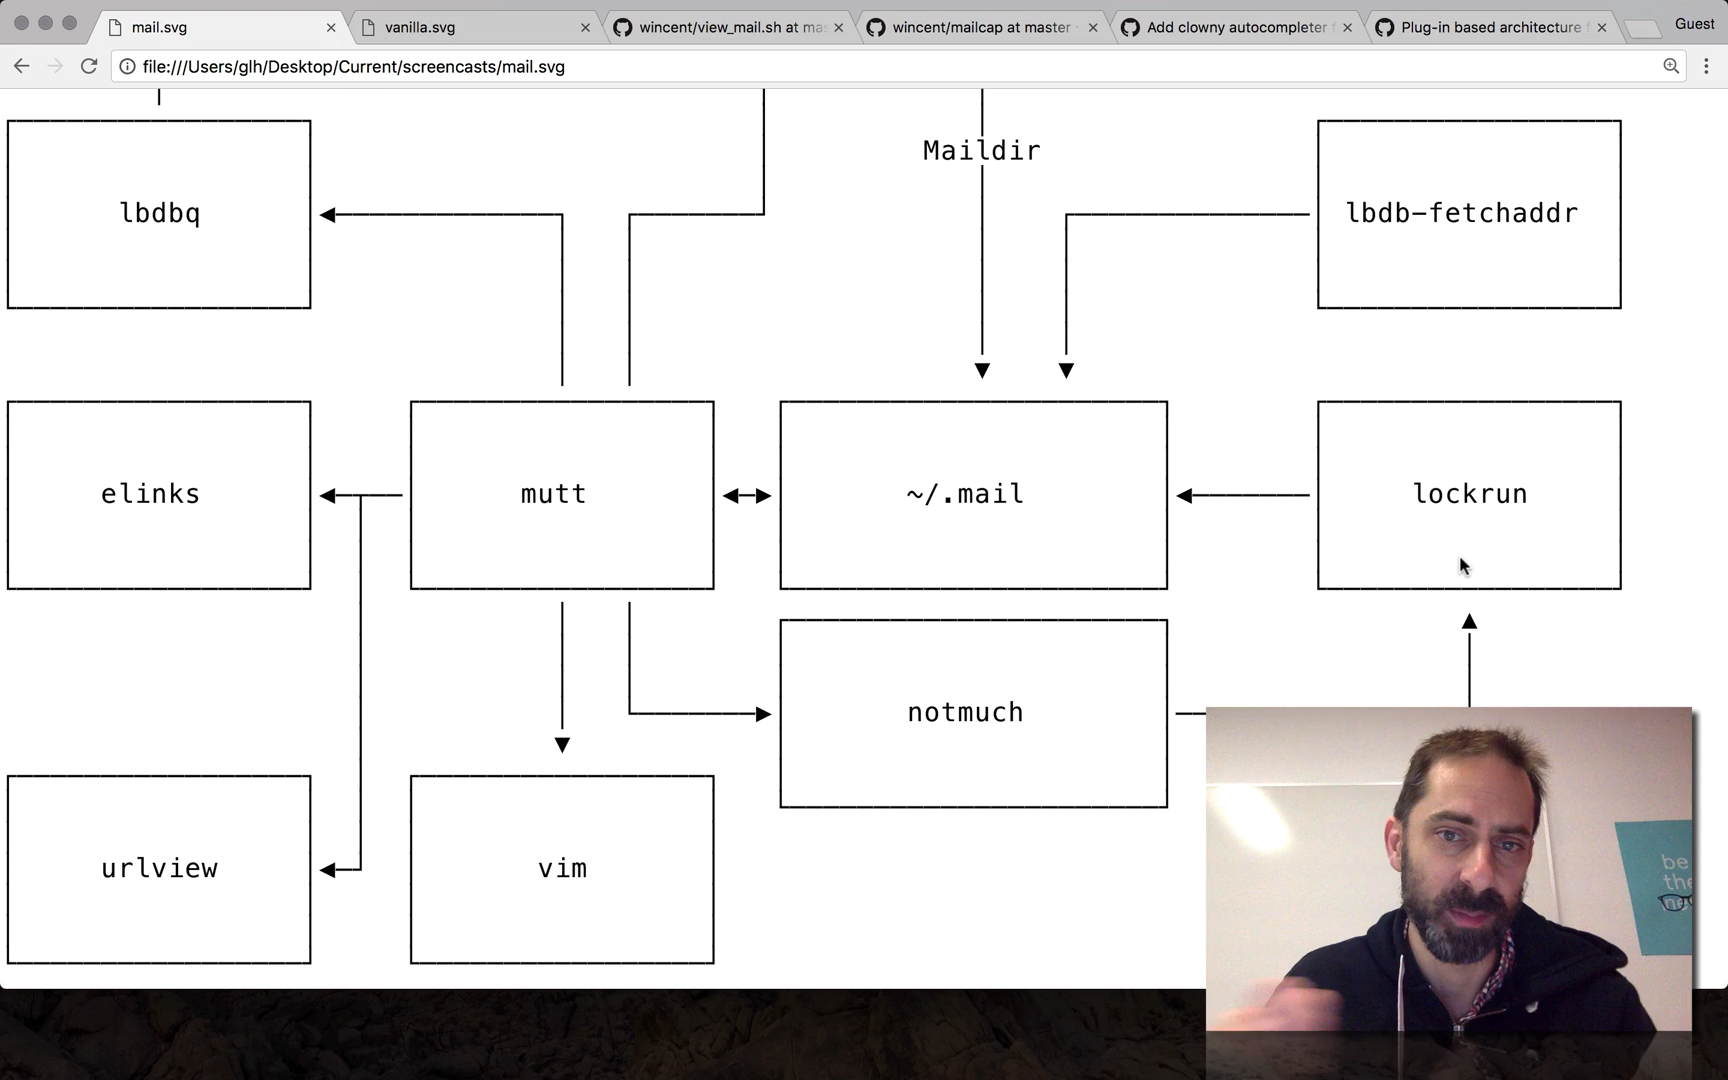 mail.svg
vanilla.svg
wincent/view_mail.sh at ma
wincent/mailcap at master
Add clowny autocompleter
Plug-in based architecture
Guest
file:///Users/glh/Desktop/Current/screencasts/mail.svg
Maildir
lbdbq
lbdb-fetchaddr
elinks
mutt
~/.mail
lockrun
notmuch
urlview
vim
be
the